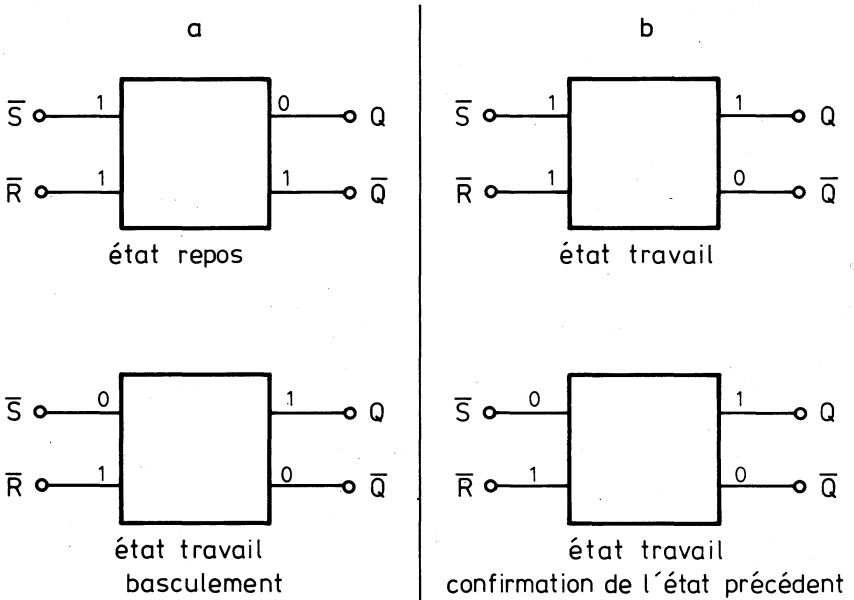 a
S̅ 1 0 Q
R̅ 1 1 Q̅
état repos
S̅ 0 1 Q
R̅ 1 0 Q̅
état travail
basculement
b
S̅ 1 1 Q
R̅ 1 0 Q̅
état travail
S̅ 0 1 Q
R̅ 1 0 Q̅
état travail
confirmation de l'état précédent